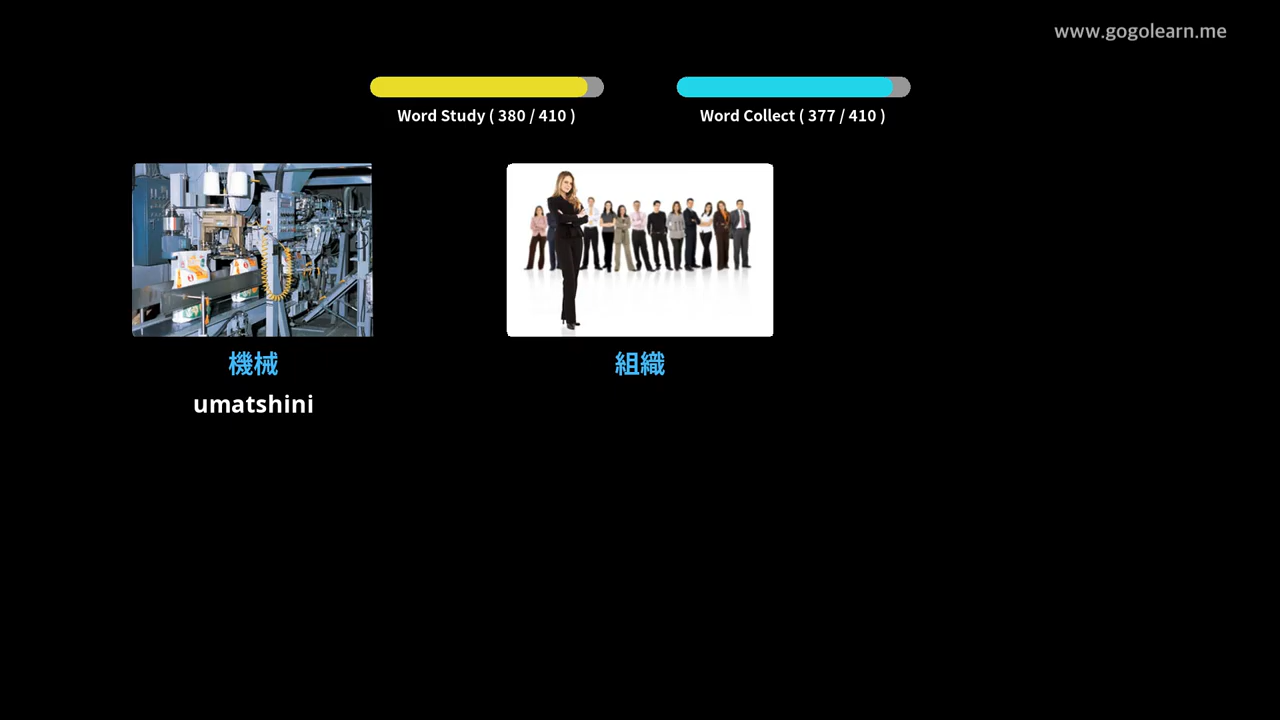 www.gogolearn.me
Word Study ( 380 / 410 )
Word Collect ( 377 / 410 )
機械
umatshini
組織